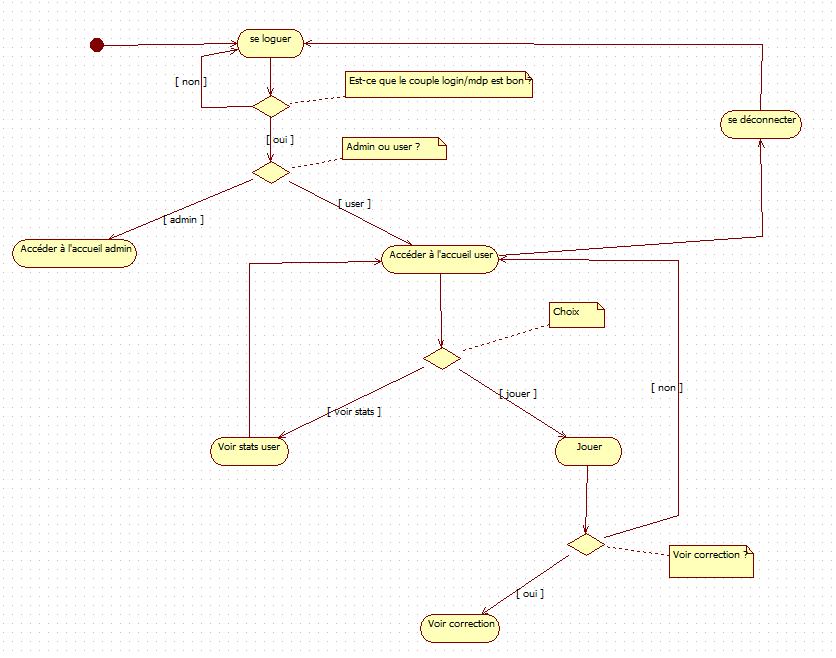 se loguer
[ non ]
Est-ce que le couple login/mdp est bon
se déconnecter
[ oui ]
Admin ou user ?
[ user ]
[ admin ]
Accéder à l'accueil admin
Accéder à l'accueil user
Choix
[ non ]
[ jouer ]
[ voir stats ]
Voir stats user
Jouer
Voir correction ?
[ oui ]
Voir correction